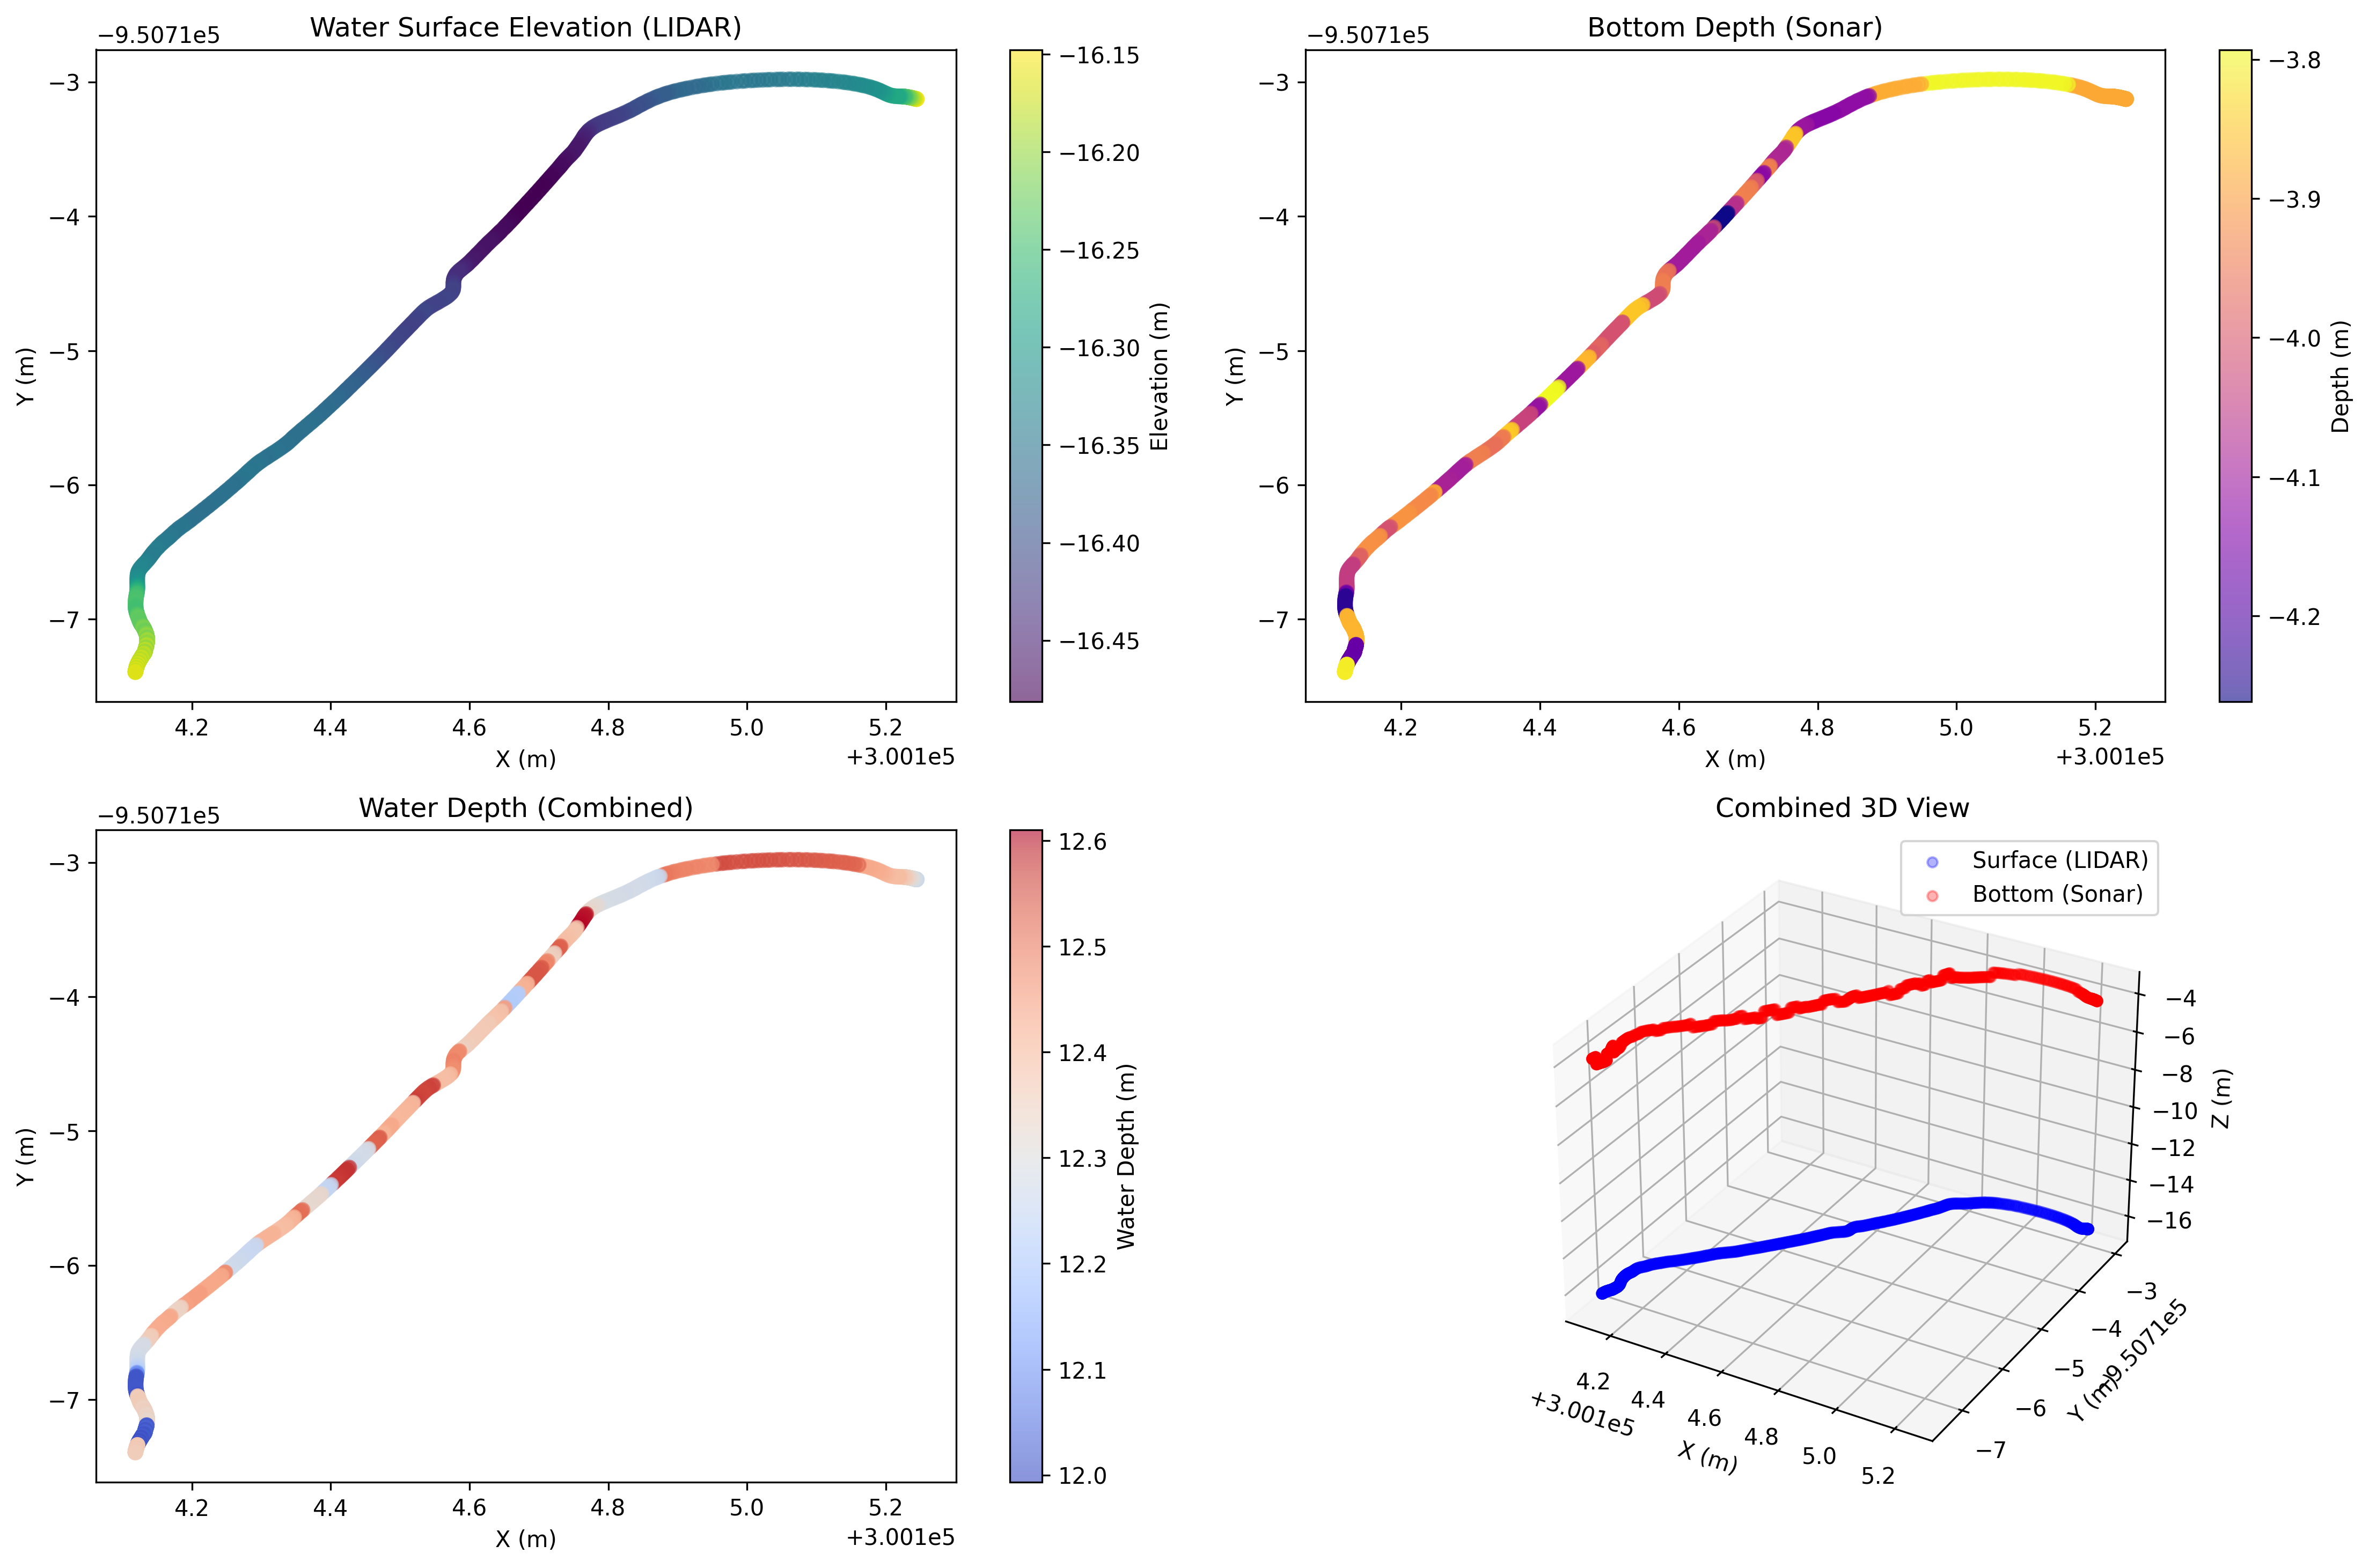 Water Surface Elevation (LIDAR)
−9.5071e5
−3
−4
−5
−6
−7
Y (m)
4.2 4.4 4.6 4.8 5.0 5.2
X (m)
+3.001e5
−16.15
−16.20
−16.25
−16.30
−16.35
−16.40
−16.45
Elevation (m)
Bottom Depth (Sonar)
−9.5071e5
−3
−4
−5
−6
−7
Y (m)
4.2 4.4 4.6 4.8 5.0 5.2
X (m)
+3.001e5
−3.8
−3.9
−4.0
−4.1
−4.2
Depth (m)
Water Depth (Combined)
−9.5071e5
−3
−4
−5
−6
−7
Y (m)
4.2 4.4 4.6 4.8 5.0 5.2
X (m)
+3.001e5
12.6
12.5
12.4
12.3
12.2
12.1
12.0
Water Depth (m)
Combined 3D View
Surface (LIDAR)
Bottom (Sonar)
−4
−6
−8
−10
−12
−14
−16
Z (m)
−3
−4
−5
−6
−7
Y (m)
−9.5071e5
4.2 4.4 4.6 4.8 5.0 5.2
+3.001e5
X (m)